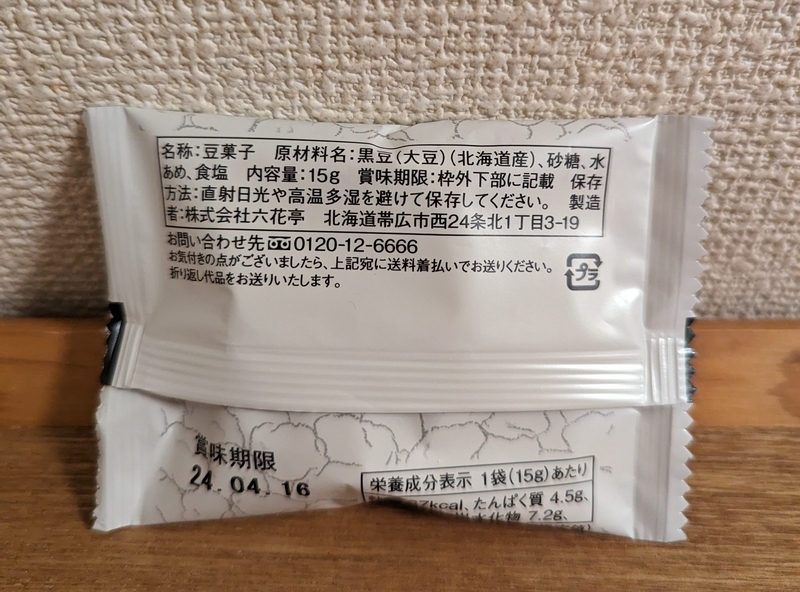 名称:豆菓子 原材料名:黒豆(大豆)(北海道産)、砂糖、水
あめ、食塩 内容量:15g 賞味期限:枠外下部に記載 保存
方法:直射日光や高温多湿を避けて保存してください。 製造
者:株式会社六花亭 北海道帯広市西24条北1丁目3-19
お問い合わせ先 0120-12-6666
お気付きの点がございましたら、上記宛に送料着払いでお送りください。
折り返し代品をお送りいたします。
プラ
賞味期限
24.04.16
栄養成分表示 1袋(15g)あたり
7kcal、たんぱく質 4.5g、
水化物 7.2g、